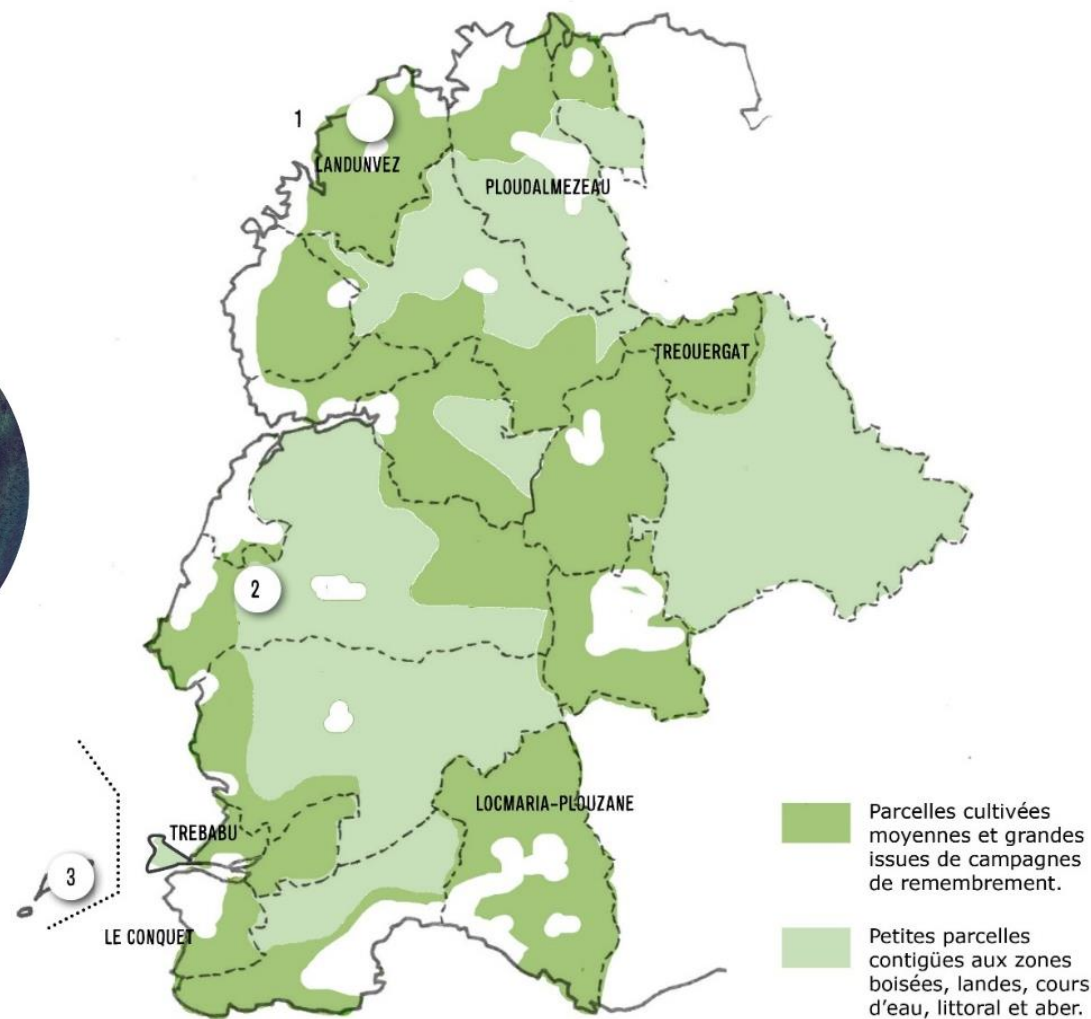 1
LANDUNVEZ
PLOUDALMEZEAU
TREOUERGAT
2
LOCMARIA-PLOUZANE
TREBABU
3
LE CONQUET
Parcelles cultivées
moyennes et grandes
issues de campagnes
de remembrement.
Petites parcelles
contigües aux zones
boisées, landes, cours
d'eau, littoral et aber.